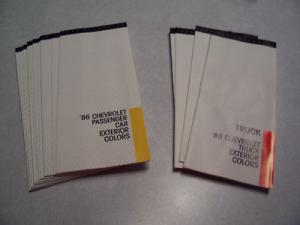 '86 CHEVROLET
PASSENGER
CAR
EXTERIOR
COLORS
TRUCK
'86 CHEVROLET
TRUCK
EXTERIOR
COLORS